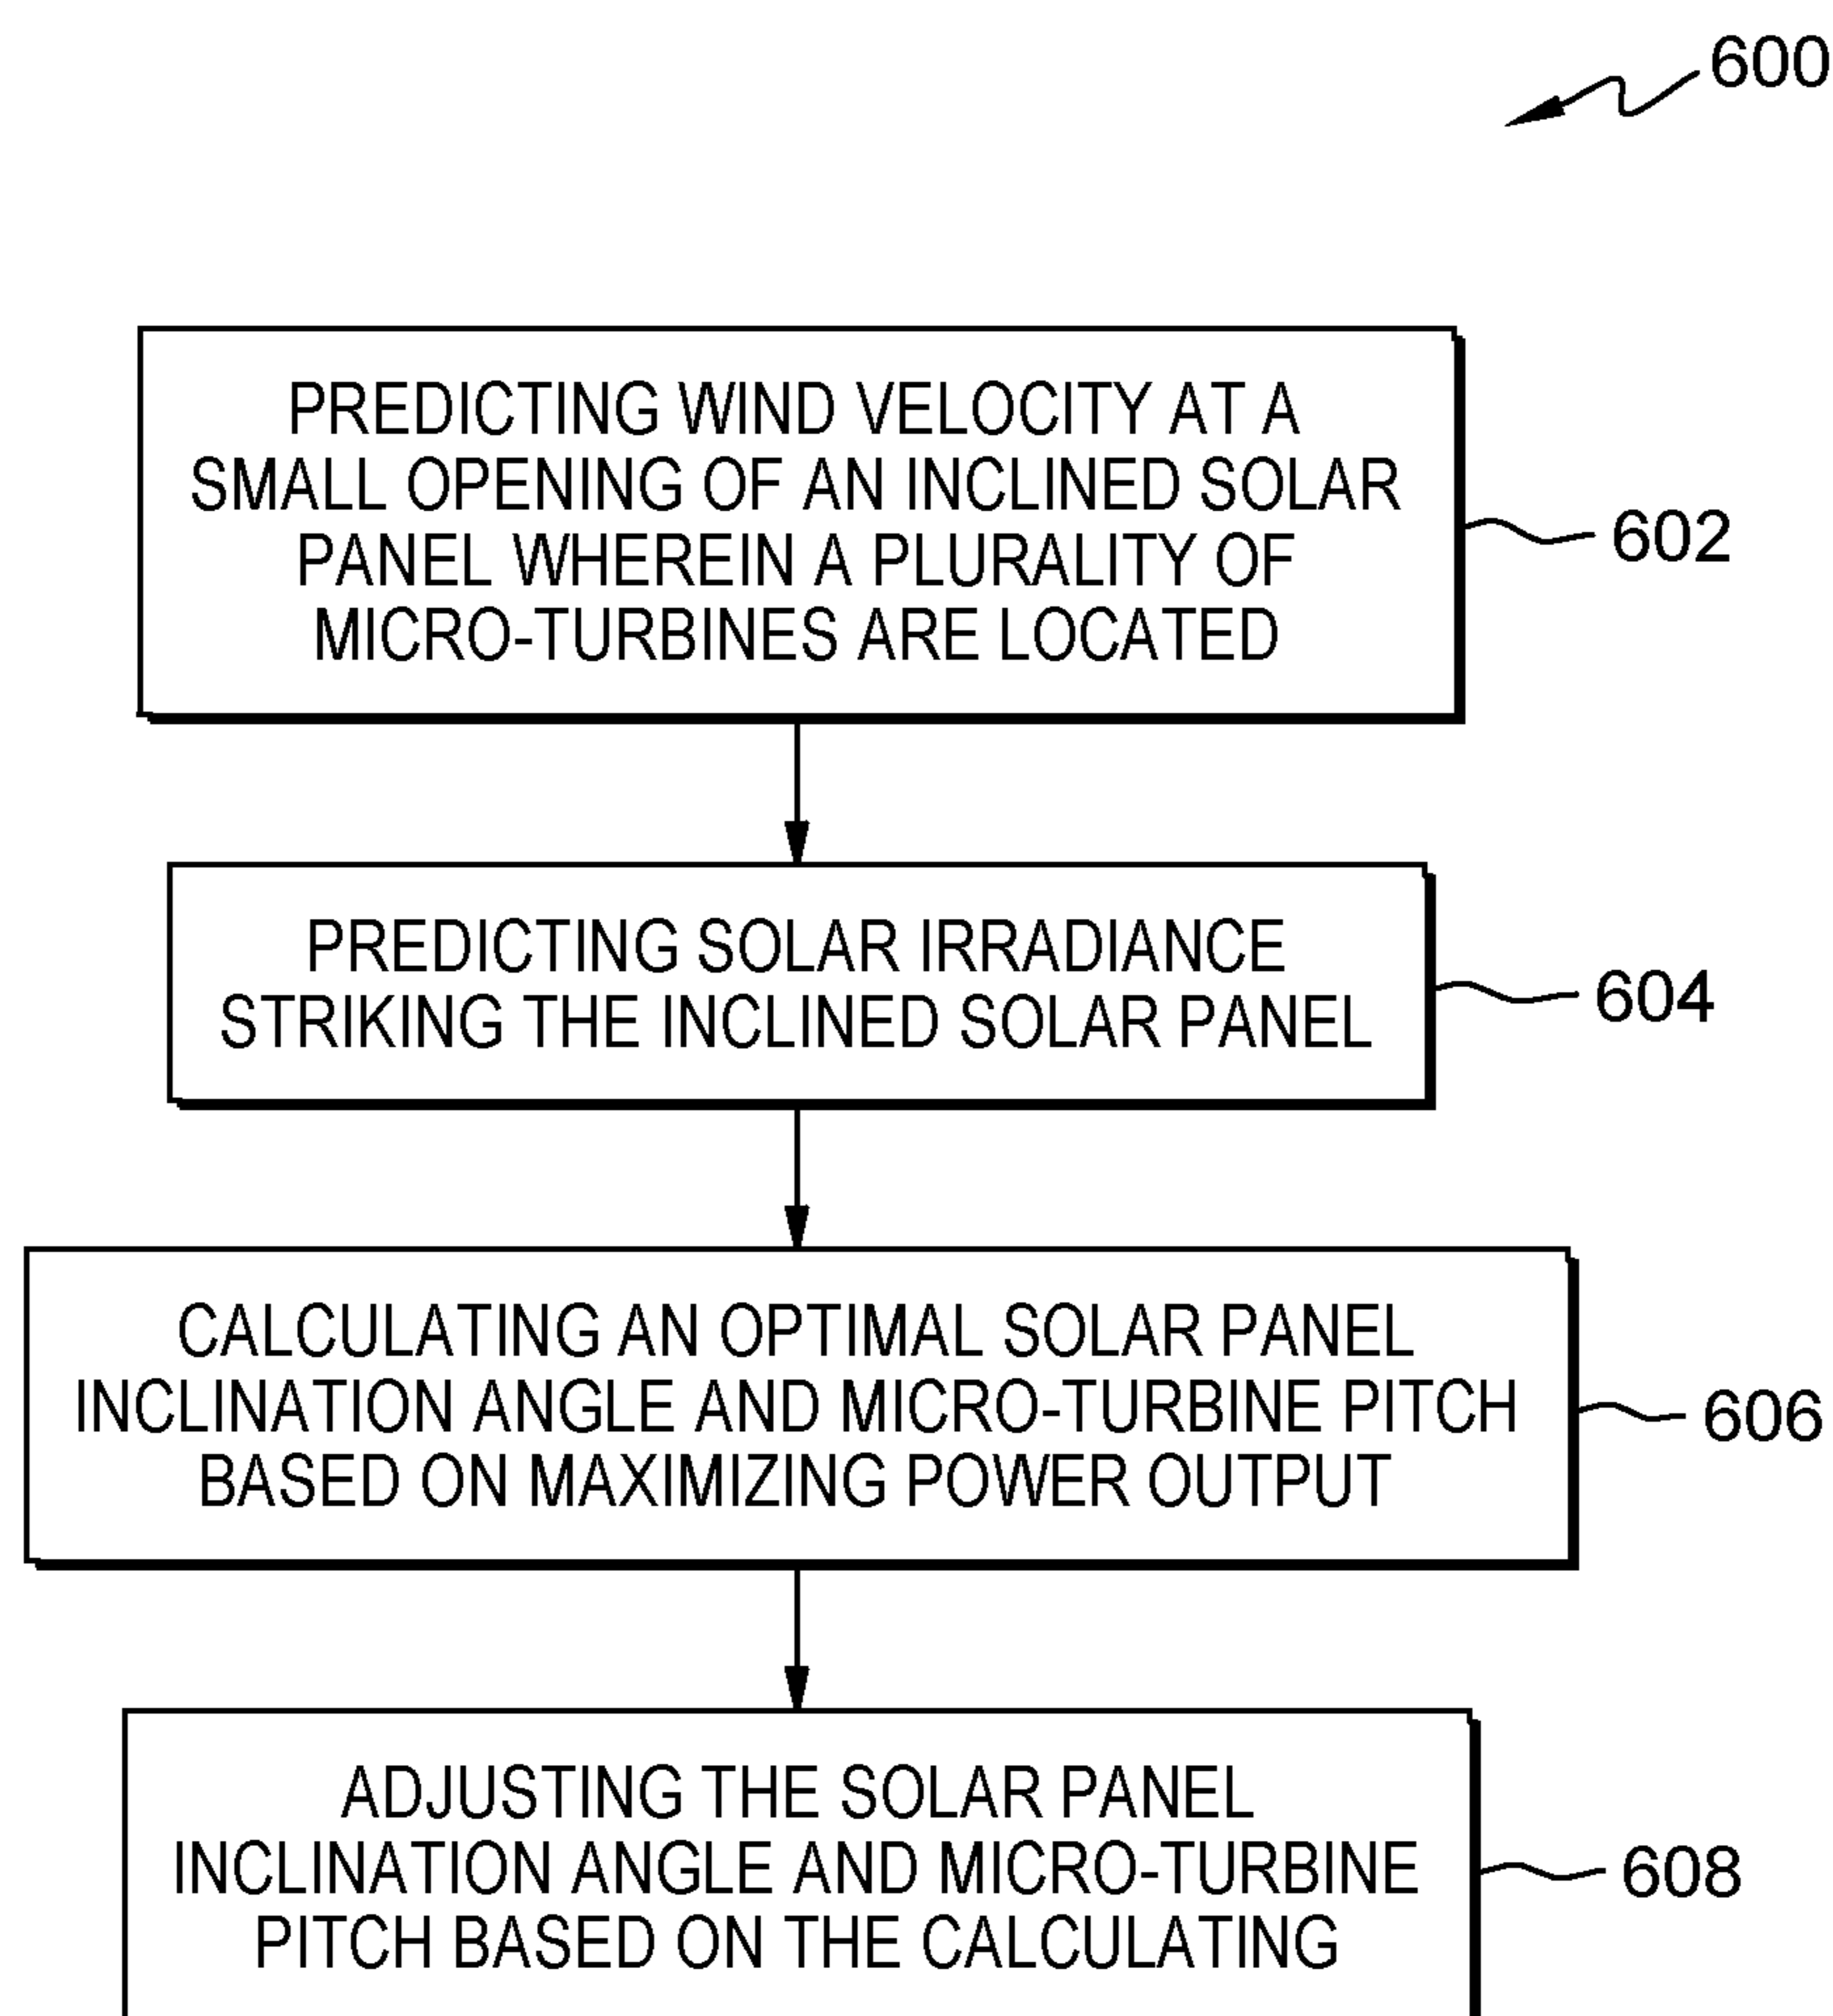 600
PREDICTING WIND VELOCITY AT A
SMALL OPENING OF AN INCLINED SOLAR
PANEL WHEREIN A PLURALITY OF
MICRO-TURBINES ARE LOCATED
602
PREDICTING SOLAR IRRADIANCE
STRIKING THE INCLINED SOLAR PANEL
604
CALCULATING AN OPTIMAL SOLAR PANEL
INCLINATION ANGLE AND MICRO-TURBINE PITCH
BASED ON MAXIMIZING POWER OUTPUT
606
ADJUSTING THE SOLAR PANEL
INCLINATION ANGLE AND MICRO-TURBINE
PITCH BASED ON THE CALCULATING
608